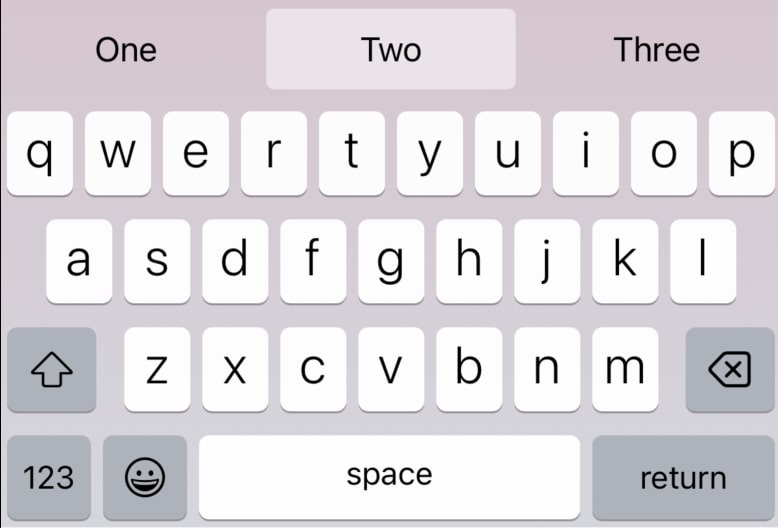 One Two Three
q w e r t y u i o p
a s d f g h j k l
z x c v b n m
123 space return